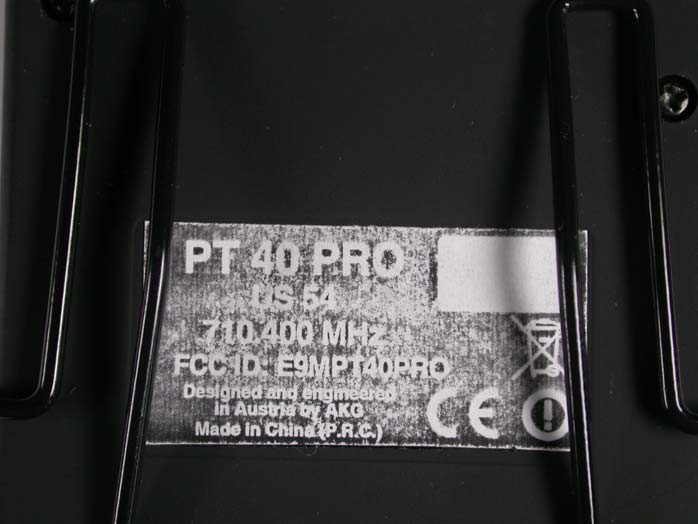 PT 40 PRO
US 54
710.400 MHz
FCC ID: E9MPT40PRO
Designed and engineered
in Austria by AKG
Made in China (P.R.C.)
CE